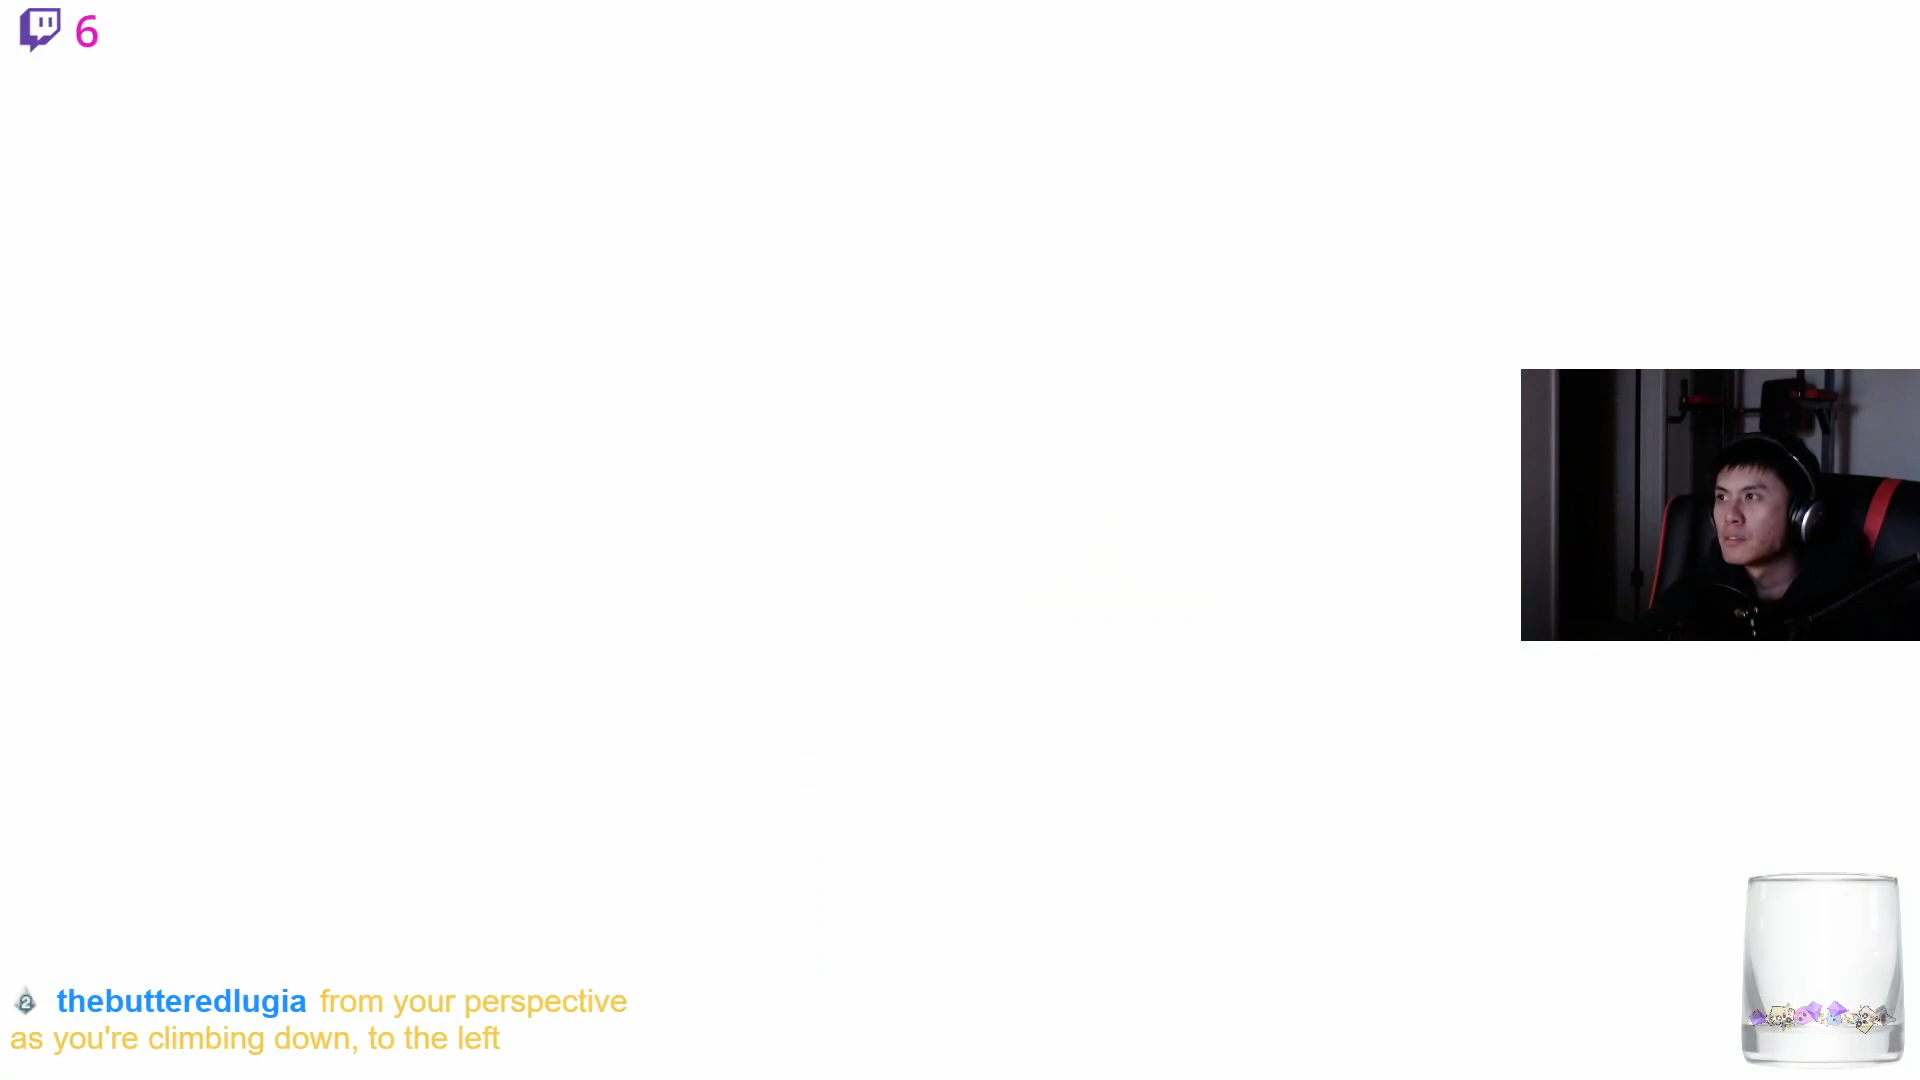 6
thebutteredlugia from your perspective
as you're climbing down, to the left